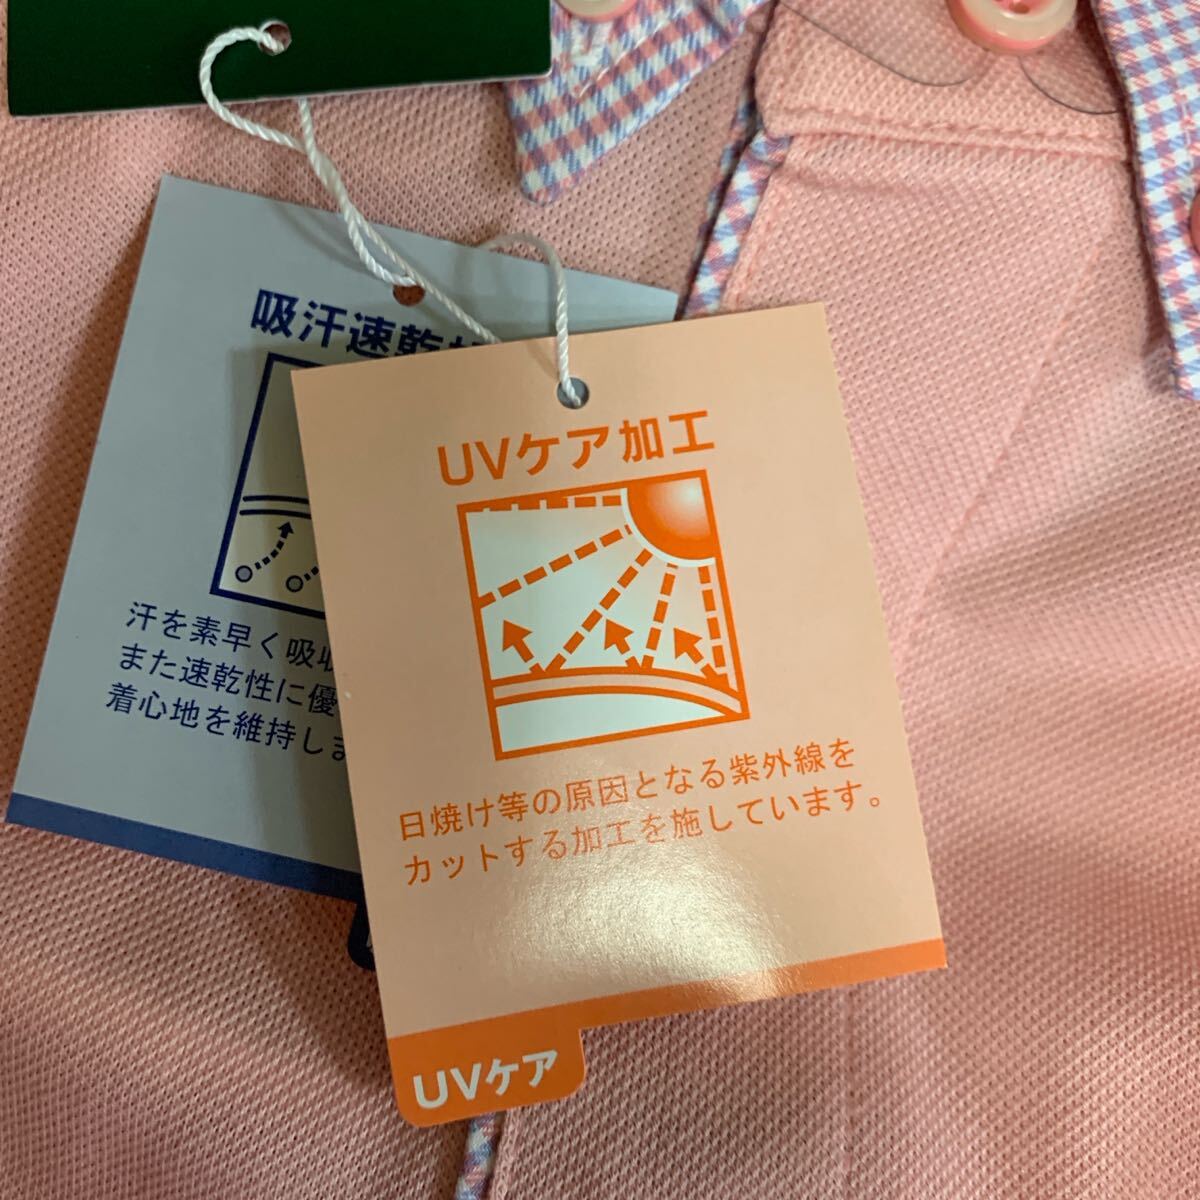 吸汗速乾
汗を素早く吸収
また速乾性に優
着心地を維持しま
UVケア加工
日焼け等の原因となる紫外線を
カットする加工を施しています。
UVケア